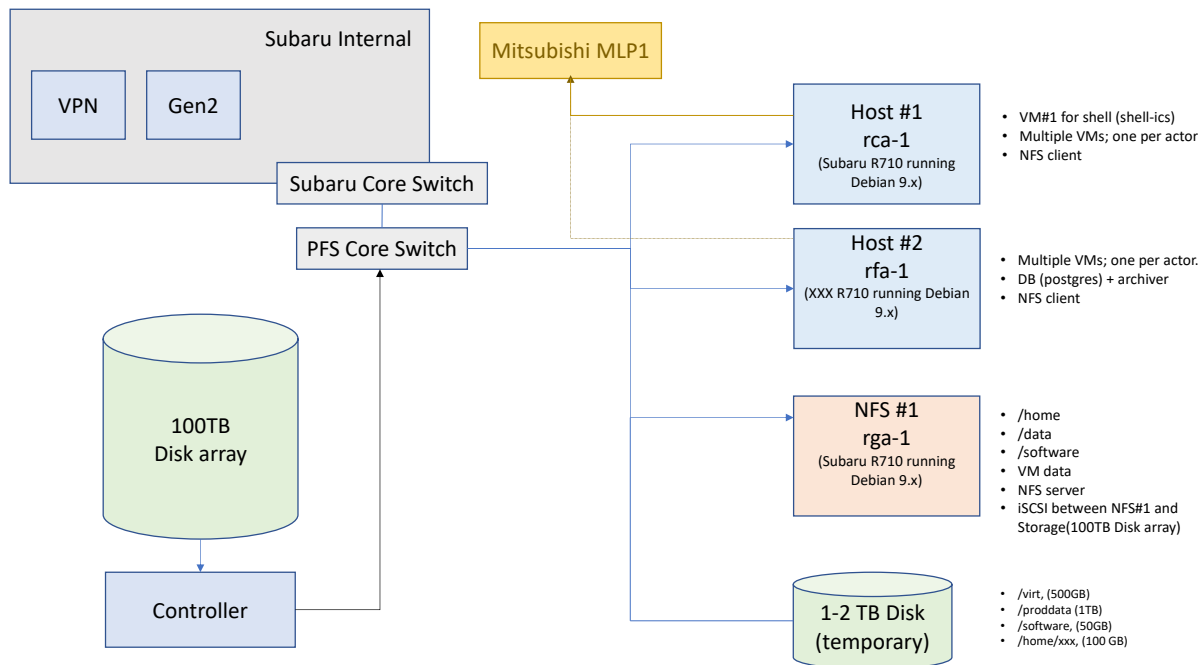 Subaru Internal
VPN
Gen2
Subaru Core Switch
PFS Core Switch
100TB
Disk array
Controller
Mitsubishi MLP1
Host #1
rca-1
(Subaru R710 running
Debian 9.x)
• VM#1 for shell (shell-ics)
• Multiple VMs; one per actor
• NFS client
Host #2
rfa-1
(XXX R710 running Debian
9.x)
• Multiple VMs; one per actor.
• DB (postgres) + archiver
• NFS client
NFS #1
rga-1
(Subaru R710 running
Debian 9.x)
• /home
• /data
• /software
• VM data
• NFS server
• iSCSI between NFS#1 and
Storage(100TB Disk array)
1-2 TB Disk
(temporary)
• /virt, (500GB)
• /proddata (1TB)
• /software, (50GB)
• /home/xxx, (100 GB)